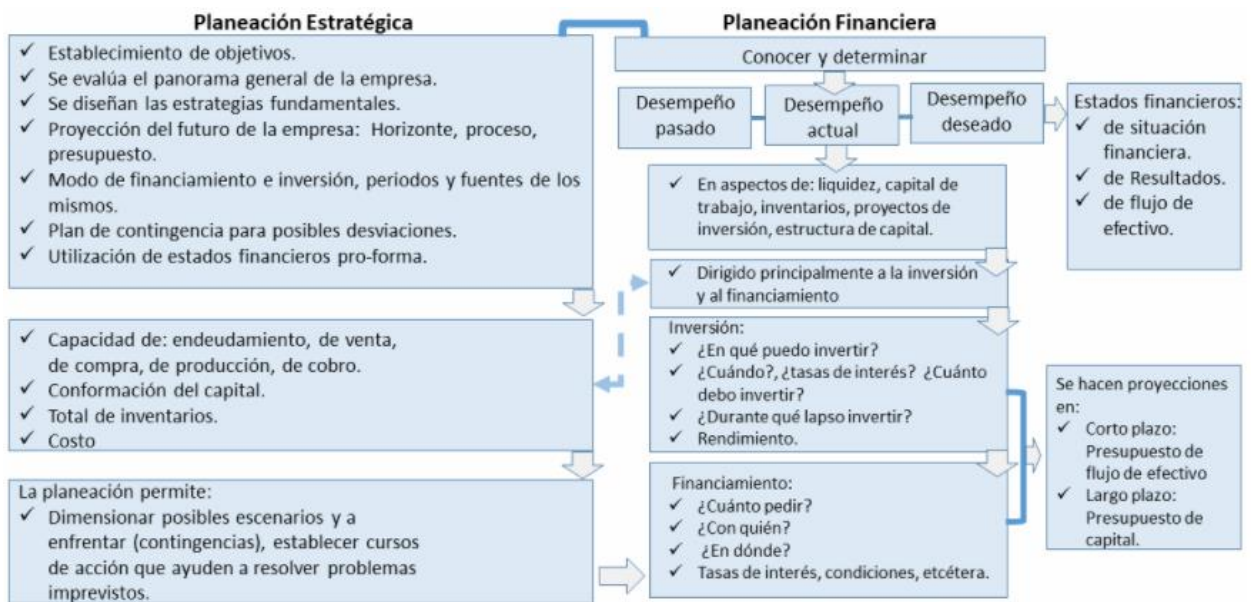 Planeación Estratégica
✓ Establecimiento de objetivos.
✓ Se evalúa el panorama general de la empresa.
✓ Se diseñan las estrategias fundamentales.
✓ Proyección del futuro de la empresa: Horizonte, proceso,
presupuesto.
✓ Modo de financiamiento e inversión, periodos y fuentes de los
mismos.
✓ Plan de contingencia para posibles desviaciones.
✓ Utilización de estados financieros pro-forma.
✓ Capacidad de: endeudamiento, de venta,
de compra, de producción, de cobro.
✓ Conformación del capital.
✓ Total de inventarios.
✓ Costo
La planeación permite:
✓ Dimensionar posibles escenarios y a
enfrentar (contingencias), establecer cursos
de acción que ayuden a resolver problemas
imprevistos.
Planeación Financiera
Conocer y determinar
Desempeño
pasado
Desempeño
actual
Desempeño
deseado
Estados financieros:
✓ de situación
financiera.
✓ de Resultados.
✓ de flujo de
efectivo.
✓ En aspectos de: liquidez, capital de
trabajo, inventarios, proyectos de
inversión, estructura de capital.
✓ Dirigido principalmente a la inversión
y al financiamiento
Inversión:
✓ ¿En qué puedo invertir?
✓ ¿Cuándo?, ¿tasas de interés? ¿Cuánto
debo invertir?
✓ ¿Durante qué lapso invertir?
✓ Rendimiento.
Financiamiento:
✓ ¿Cuánto pedir?
✓ ¿Con quién?
✓ ¿En dónde?
✓ Tasas de interés, condiciones, etcétera.
Se hacen proyecciones
en:
✓ Corto plazo:
Presupuesto de
flujo de efectivo
✓ Largo plazo:
Presupuesto de
capital.